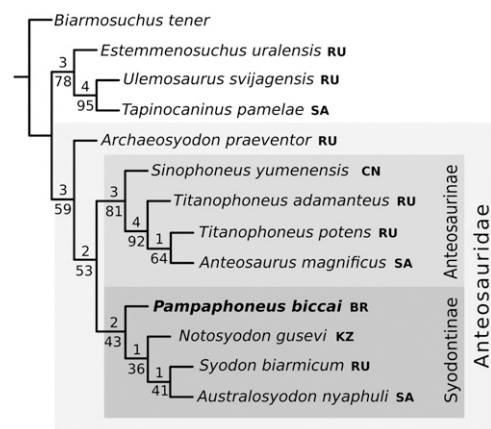 Biarmosuchus tener
Estemmenosuchus uralensis RU
3
78
Ulemosaurus svijagensis RU
4
95
Tapinocaninus pamelae SA
Archaeosyodon praeventor RU
3
59
Sinophoneus yumenensis CN
3
81
Titanophoneus adamanteus RU
4
92
Titanophoneus potens RU
1
64
Anteosaurus magnificus SA
2
53
Pampaphoneus biccai BR
2
43
Notosyodon gusevi KZ
1
36
Syodon biarmicum RU
1
41
Australosyodon nyaphuli SA
Anteosaurinae
Syodontinae
Anteosauridae